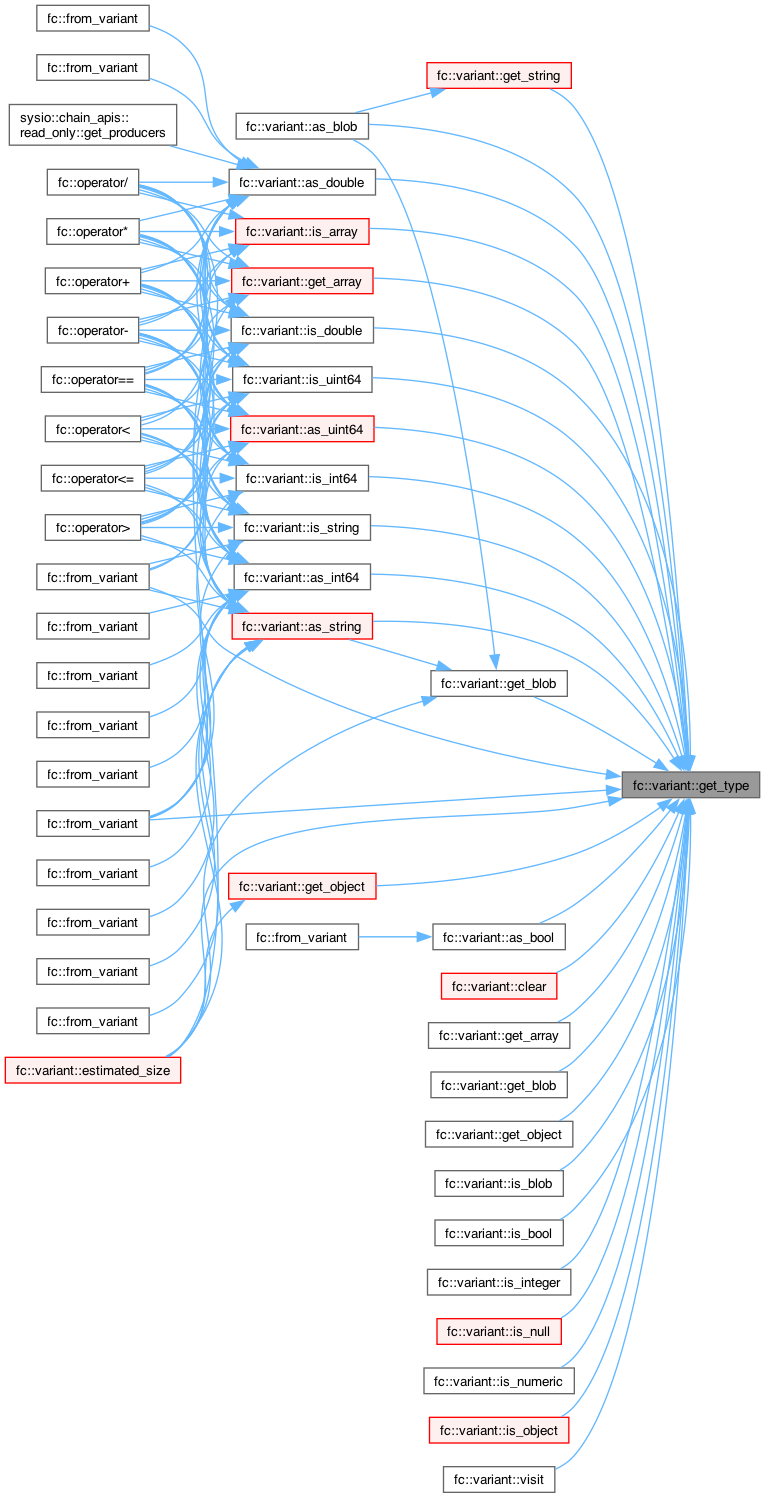 fc::from_variant
fc::from_variant
sysio::chain_apis::
read_only::get_producers
fc::operator/
fc::operator*
fc::operator+
fc::operator-
fc::operator==
fc::operator<
fc::operator<=
fc::operator>
fc::from_variant
fc::from_variant
fc::from_variant
fc::from_variant
fc::from_variant
fc::from_variant
fc::from_variant
fc::from_variant
fc::from_variant
fc::from_variant
fc::variant::estimated_size
fc::variant::as_blob
fc::variant::as_double
fc::variant::is_array
fc::variant::get_array
fc::variant::is_double
fc::variant::is_uint64
fc::variant::as_uint64
fc::variant::is_int64
fc::variant::is_string
fc::variant::as_int64
fc::variant::as_string
fc::variant::get_object
fc::from_variant
fc::variant::get_string
fc::variant::get_blob
fc::variant::as_bool
fc::variant::clear
fc::variant::get_array
fc::variant::get_blob
fc::variant::get_object
fc::variant::is_blob
fc::variant::is_bool
fc::variant::is_integer
fc::variant::is_null
fc::variant::is_numeric
fc::variant::is_object
fc::variant::visit
fc::variant::get_type